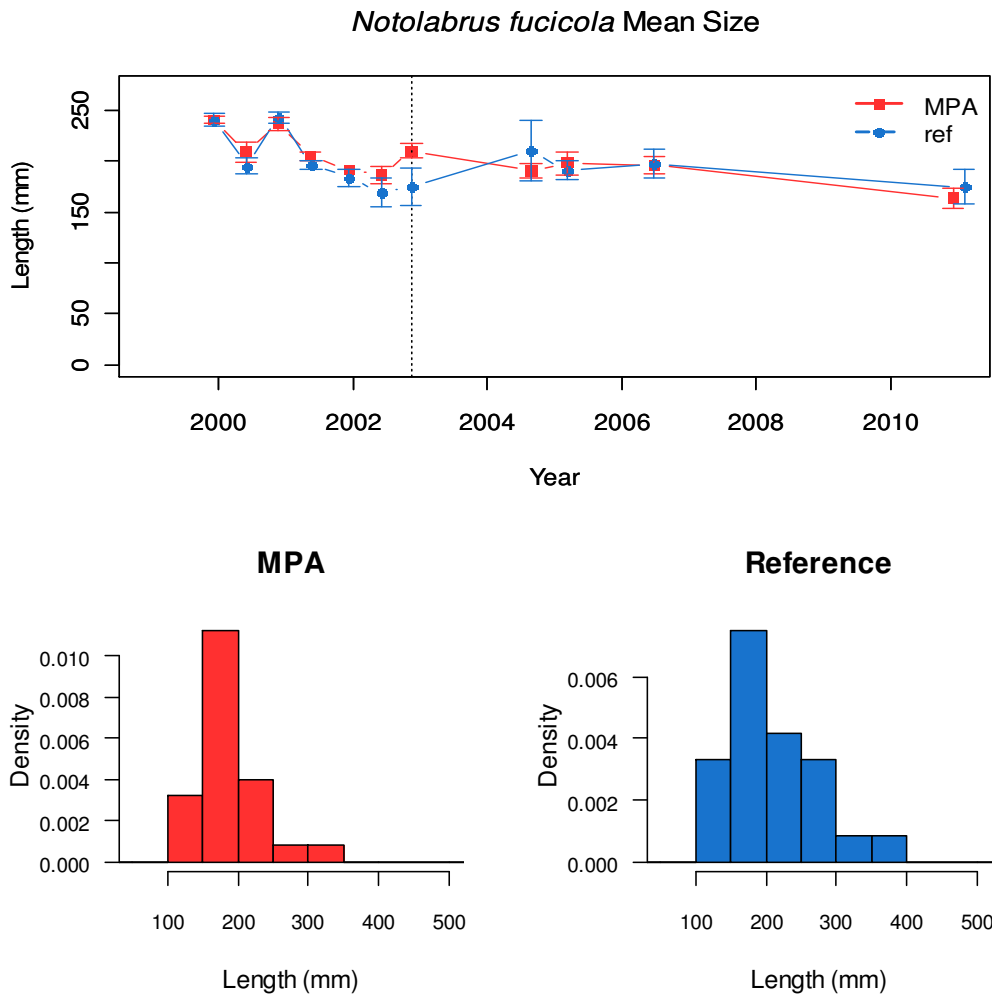 Notolabrus fucicola Mean Size
Length (mm)
250
150
50
0
MPA
ref
2000 2002 2004 2006 2008 2010
Year
MPA
Density
0.010
0.008
0.006
0.004
0.002
0.000
100 200 300 400 500
Length (mm)
Reference
Density
0.006
0.004
0.002
0.000
100 200 300 400 500
Length (mm)